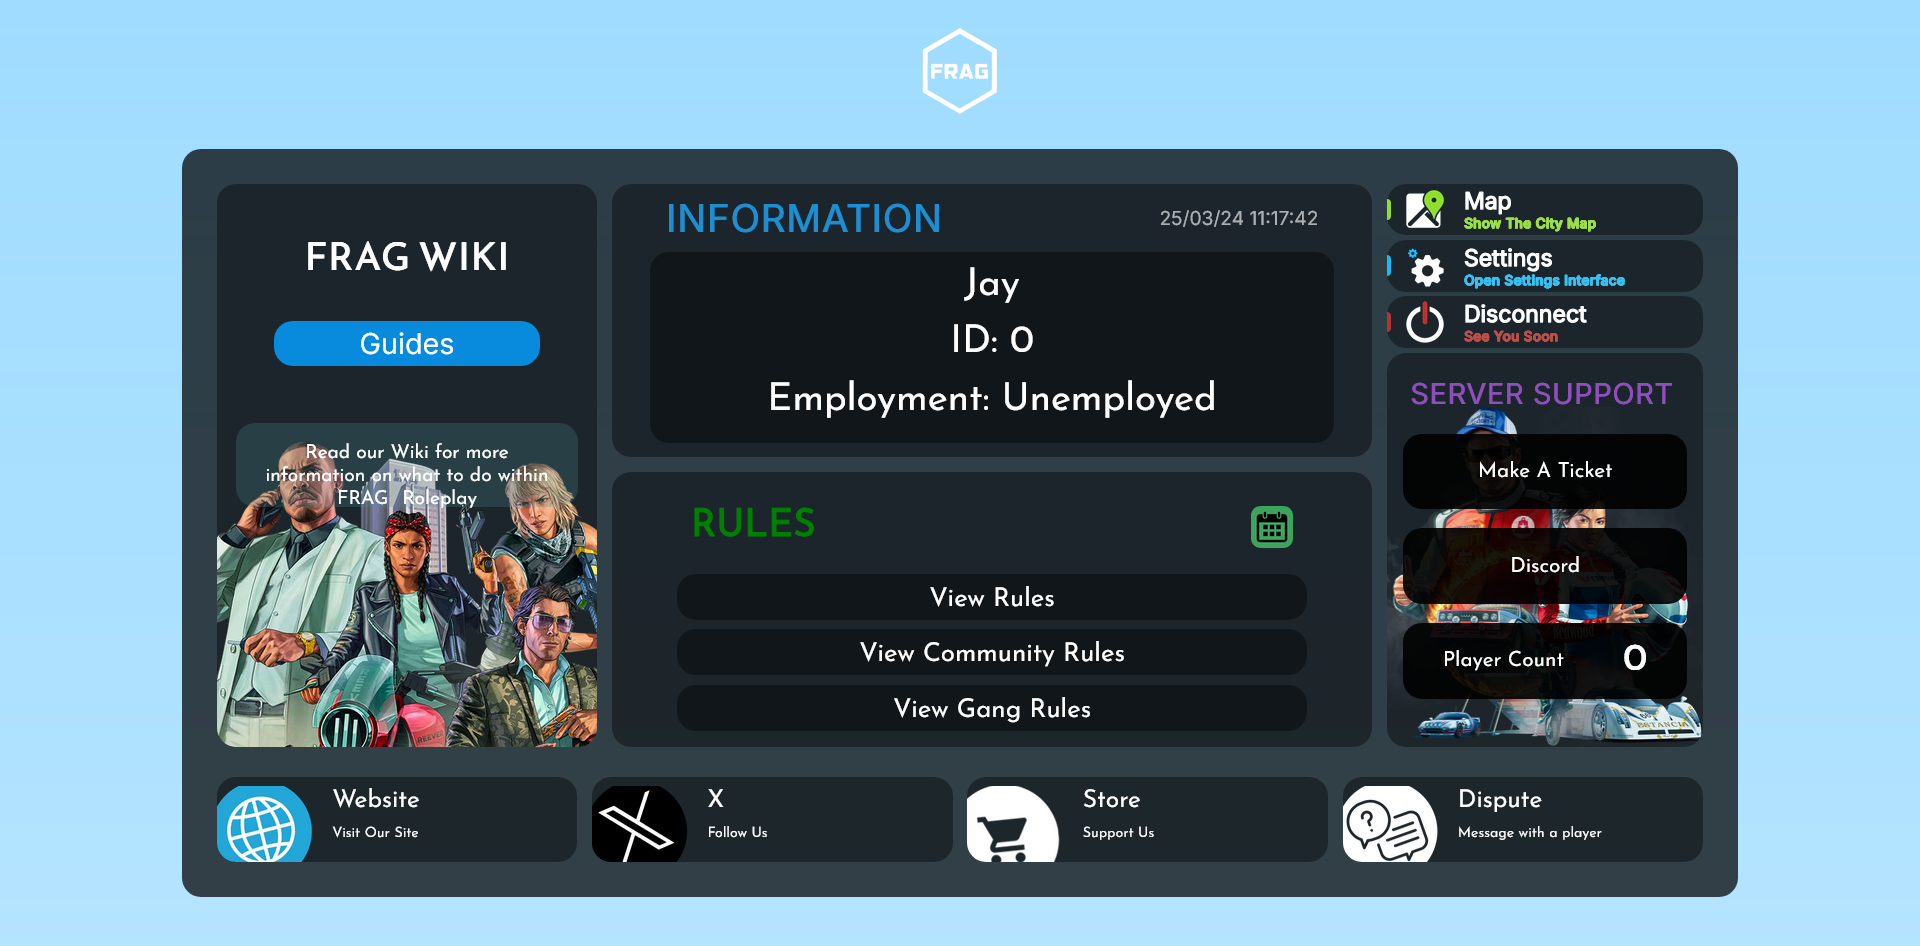 FRAG
FRAG WIKI
Guides
Read our Wiki for more
information on what to do within
FRAG Roleplay
REEVER
INFORMATION
25/03/24 11:17:42
Jay
ID: 0
Employment: Unemployed
RULES
View Rules
View Community Rules
View Gang Rules
Map
Show The City Map
Settings
Open Settings Interface
Disconnect
See You Soon
SERVER SUPPORT
Make A Ticket
Discord
Player Count 0
ESTANCIA
Website
Visit Our Site
X
Follow Us
Store
Support Us
Dispute
Message with a player